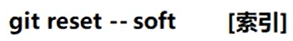 git reset -- soft [索引]